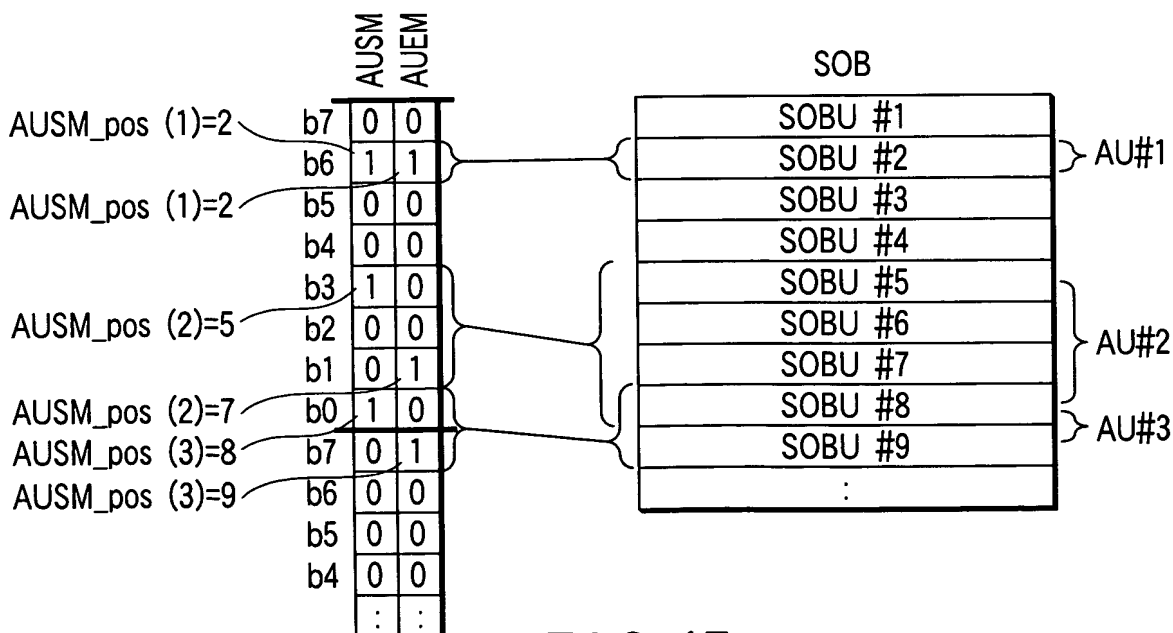 AUSM
AUEM
SOB
AUSM_pos (1)=2
b7 0 0
SOBU #1
b6 1 1
SOBU #2
AU#1
AUSM_pos (1)=2
b5 0 0
SOBU #3
b4 0 0
SOBU #4
b3 1 0
SOBU #5
AUSM_pos (2)=5
b2 0 0
SOBU #6
AU#2
b1 0 1
SOBU #7
AUSM_pos (2)=7
b0 1 0
SOBU #8
AU#3
AUSM_pos (3)=8
b7 0 1
SOBU #9
AUSM_pos (3)=9
b6 0 0
:
b5 0 0
b4 0 0
: :